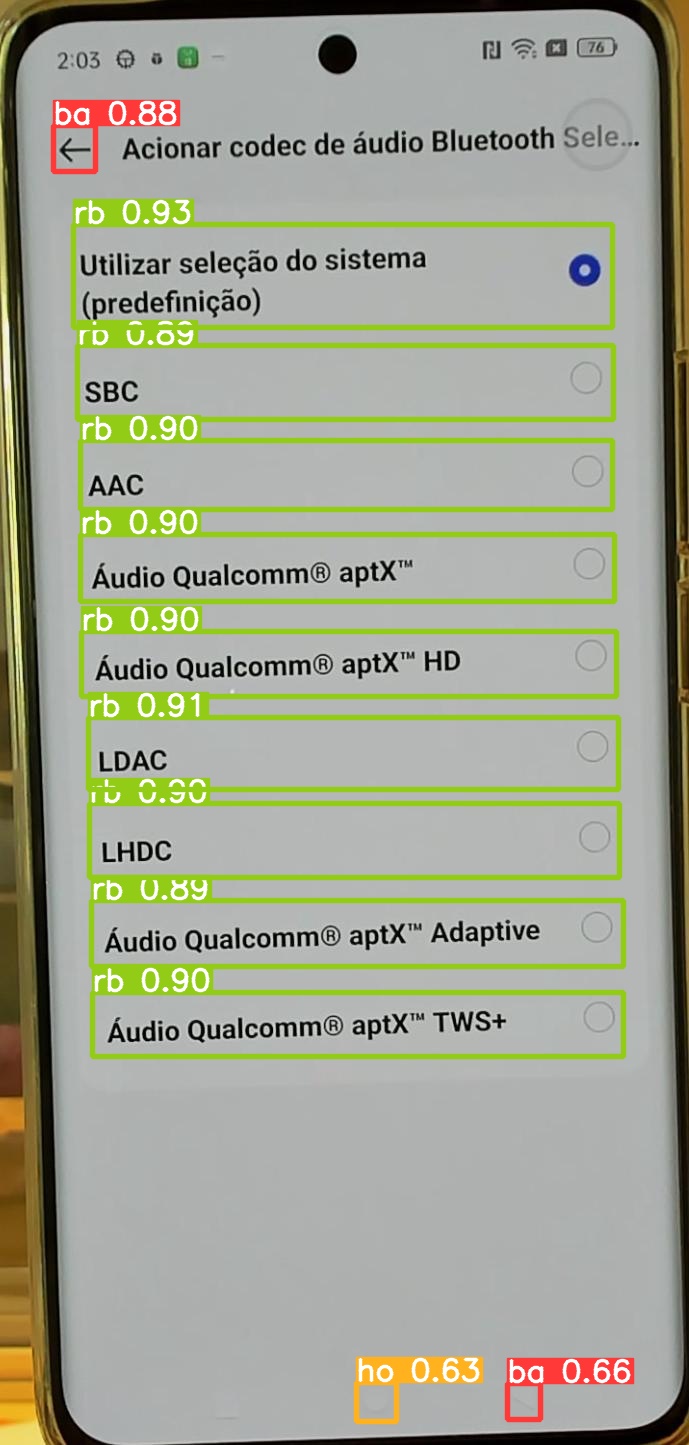 2:03
76
ba 0.88
Acionar codec de áudio Bluetooth Sele...
rb 0.93
Utilizar seleção do sistema
(predefinição)
rb 0.89
SBC
rb 0.90
AAC
rb 0.90
Áudio Qualcomm® aptX™
rb 0.90
Áudio Qualcomm® aptX™ HD
rb 0.91
LDAC
rb 0.90
LHDC
rb 0.89
Áudio Qualcomm® aptX™ Adaptive
rb 0.90
Áudio Qualcomm® aptX™ TWS+
ho 0.63
ba 0.66